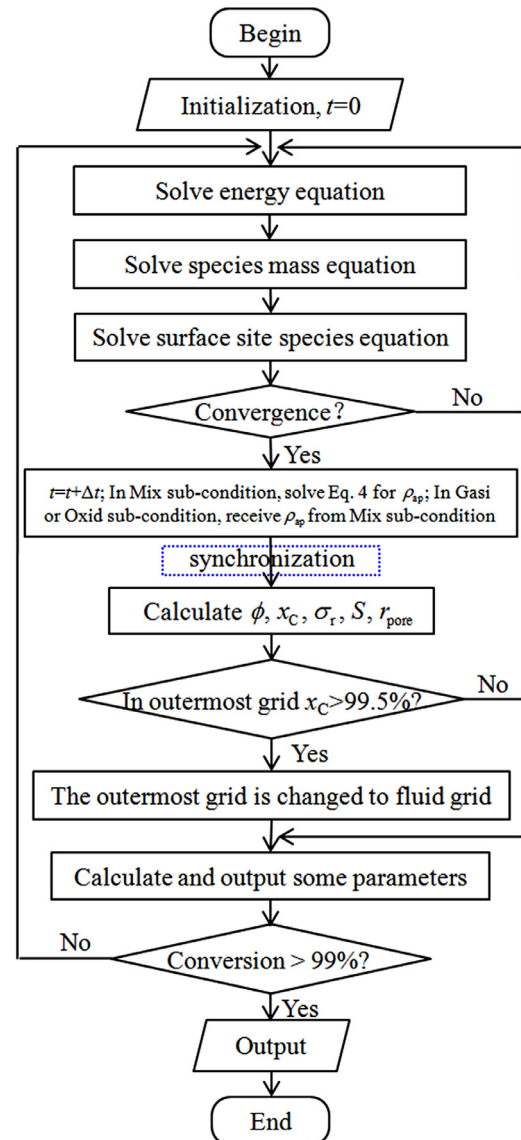 Begin
Initialization, t=0
Solve energy equation
Solve species mass equation
Solve surface site species equation
Convergence?
No
Yes
t=t+Δt; In Mix sub-condition, solve Eq. 4 for ρap; In Gasi
or Oxid sub-condition, receive ρap from Mix sub-condition
synchronization
Calculate ϕ, xC, σr, S, rpore
In outermost grid xC>99.5%?
No
Yes
The outermost grid is changed to fluid grid
Calculate and output some parameters
No
Conversion > 99%?
Yes
Output
End